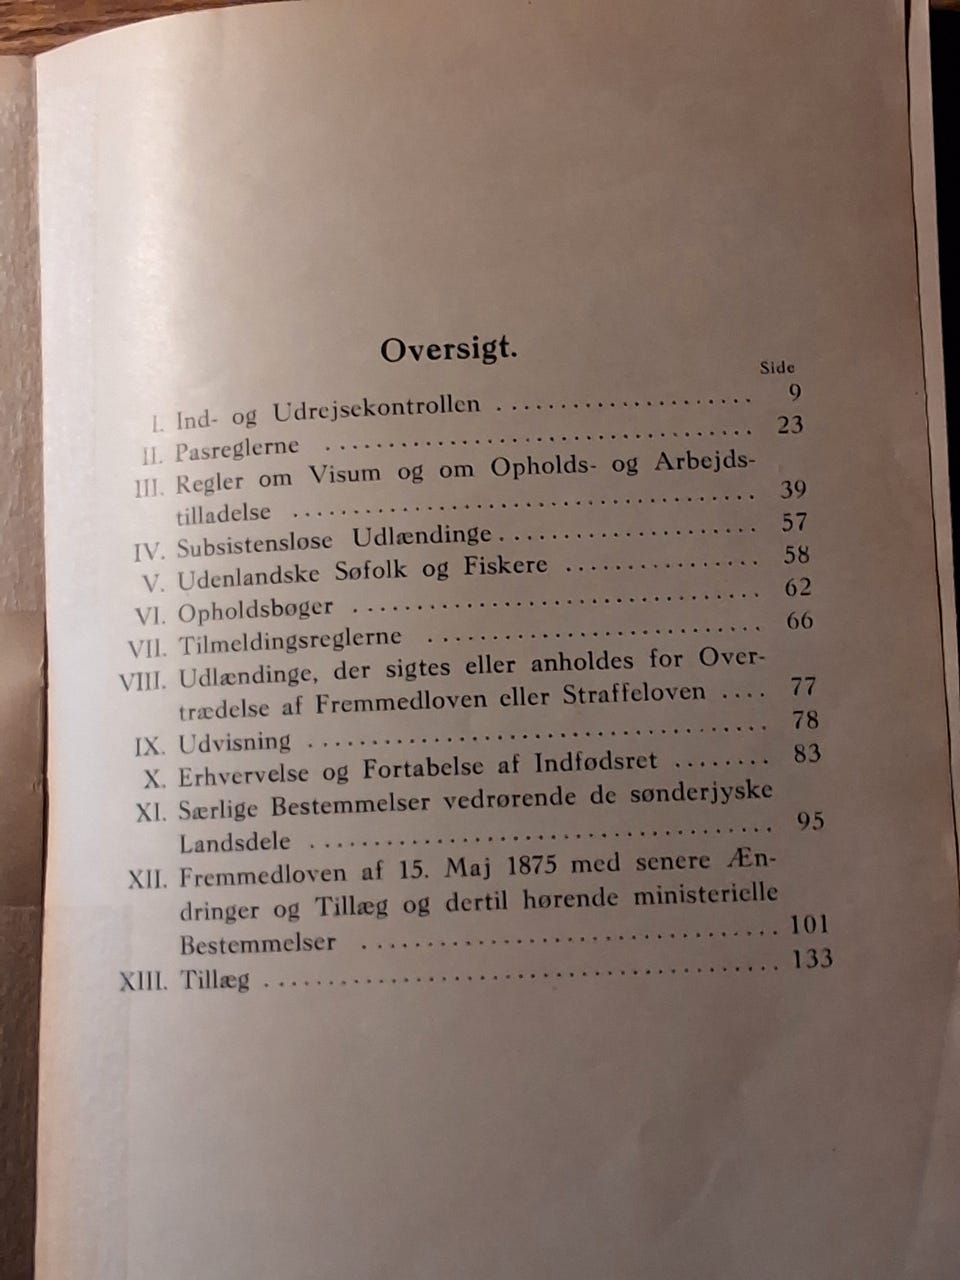 Oversigt.
Side
I. Ind- og Udrejsekontrollen .................... 9
II. Pasreglerne .................................. 23
III. Regler om Visum og om Opholds- og Arbejds-
tilladelse .................................... 39
IV. Subsistensløse Udlændinge..................... 57
V. Udenlandske Søfolk og Fiskere ................ 58
VI. Opholdsbøger ................................. 62
VII. Tilmeldingsreglerne .......................... 66
VIII. Udlændinge, der sigtes eller anholdes for Over-
trædelse af Fremmedloven eller Straffeloven .... 77
IX. Udvisning .................................... 78
X. Erhvervelse og Fortabelse af Indfødsret ........ 83
XI. Særlige Bestemmelser vedrørende de sønderjyske
Landsdele .................................... 95
XII. Fremmedloven af 15. Maj 1875 med senere Æn-
dringer og Tillæg og dertil hørende ministerielle
Bestemmelser ................................. 101
XIII. Tillæg ....................................... 133